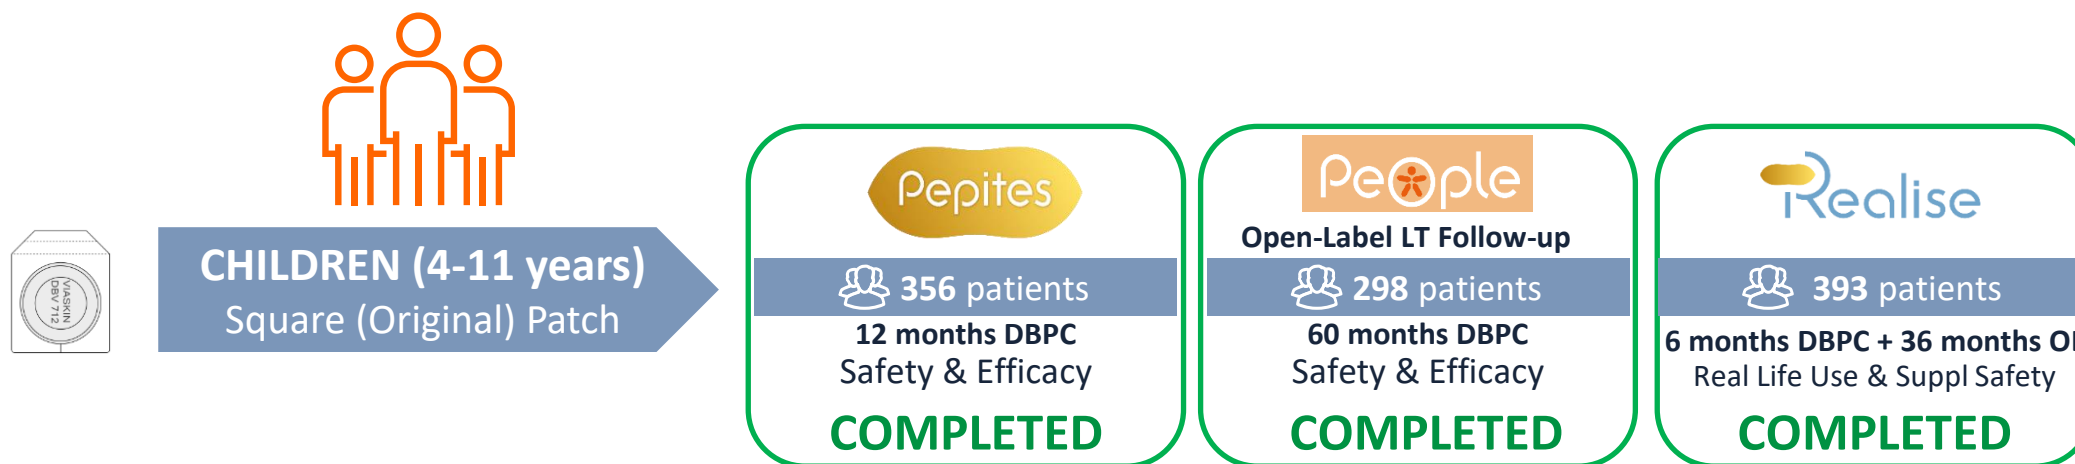 VIASKIN
DBV 712
CHILDREN (4-11 years)
Square (Original) Patch
Pepites
356 patients
12 months DBPC
Safety & Efficacy
COMPLETED
People
Open-Label LT Follow-up
298 patients
60 months DBPC
Safety & Efficacy
COMPLETED
Realise
393 patients
6 months DBPC + 36 months
Real Life Use & Suppl Safety
COMPLETED